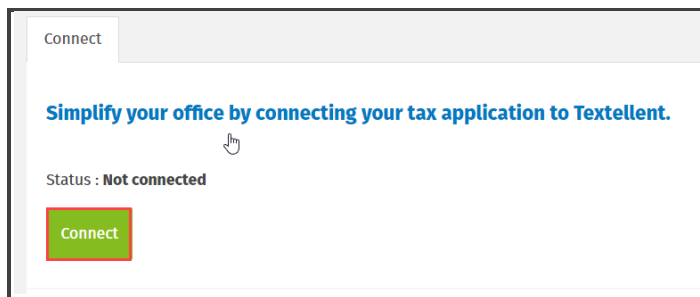 Connect
Simplify your office by connecting your tax application to Textellent.
Status : Not connected
Connect